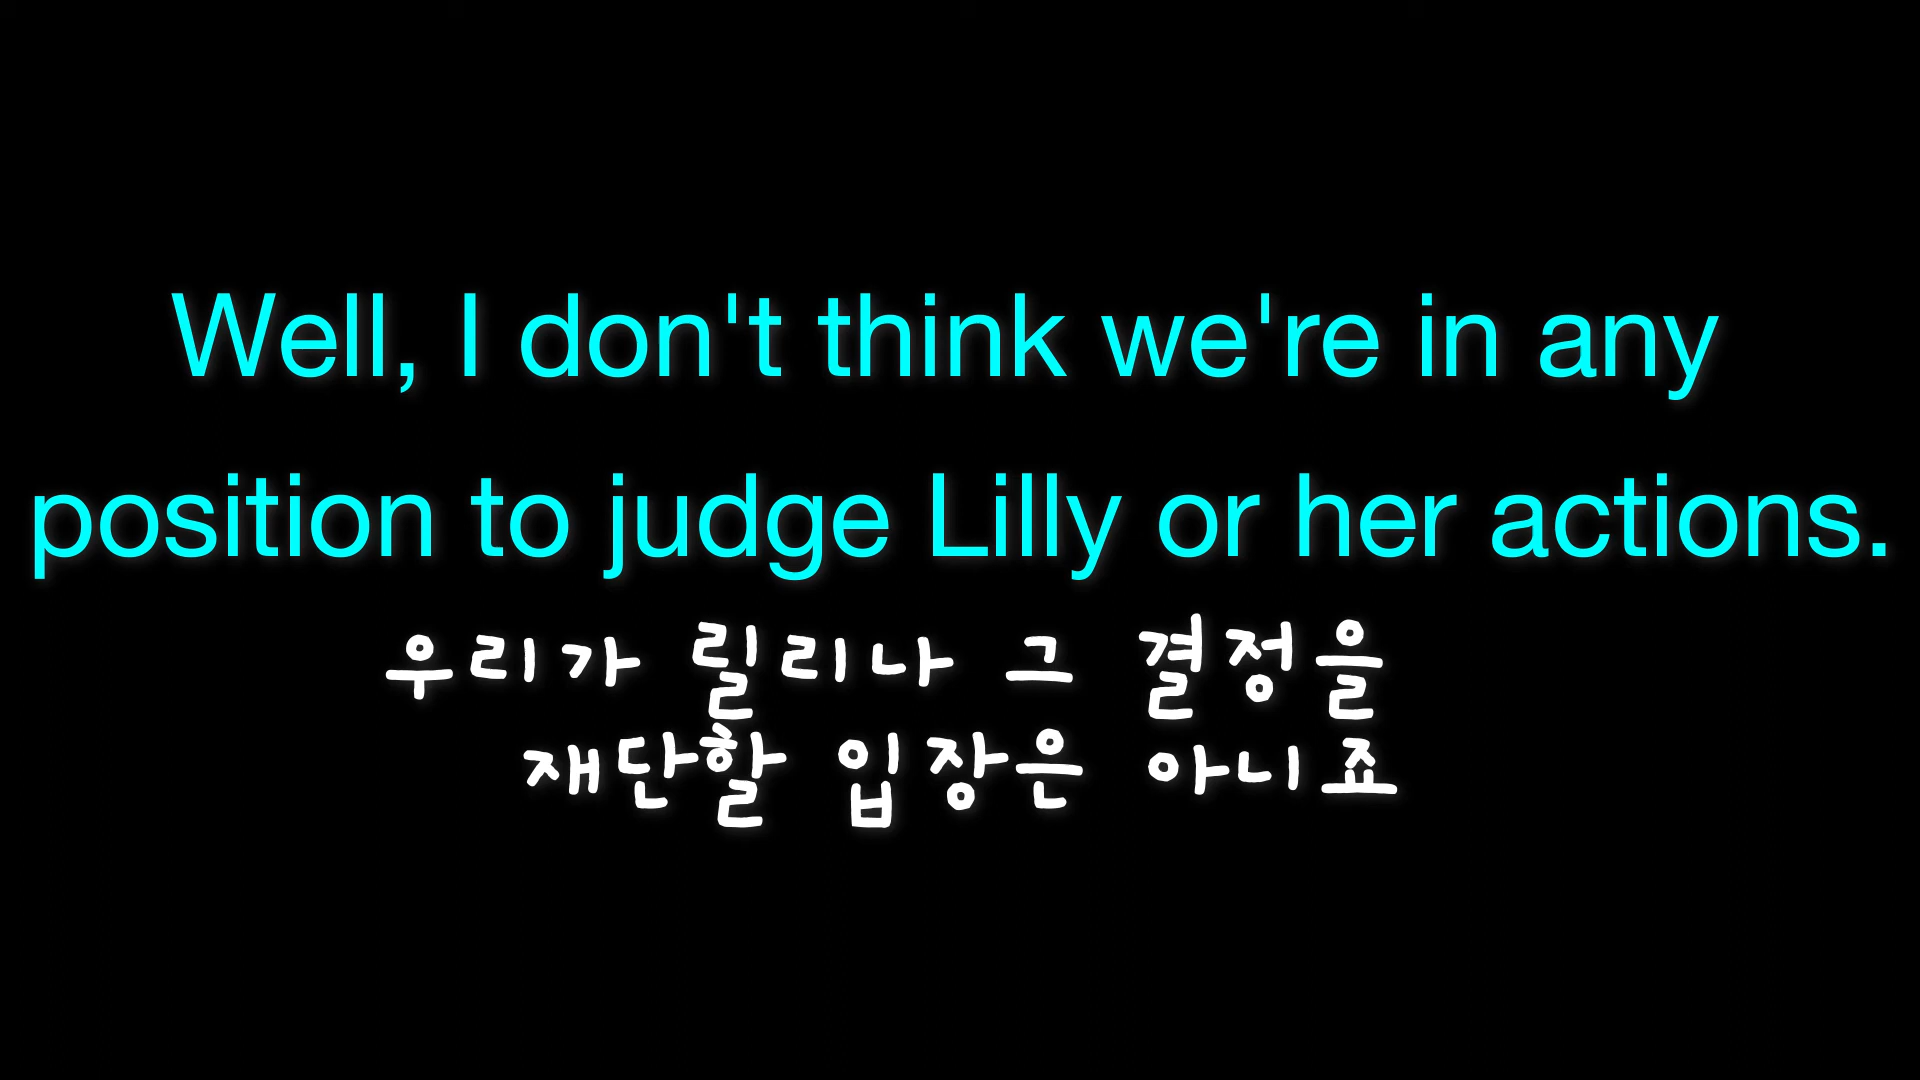 Well, I don't think we're in any
position to judge Lilly or her actions.
우리가 릴리나 그 결정을
재단할 입장은 아니죠